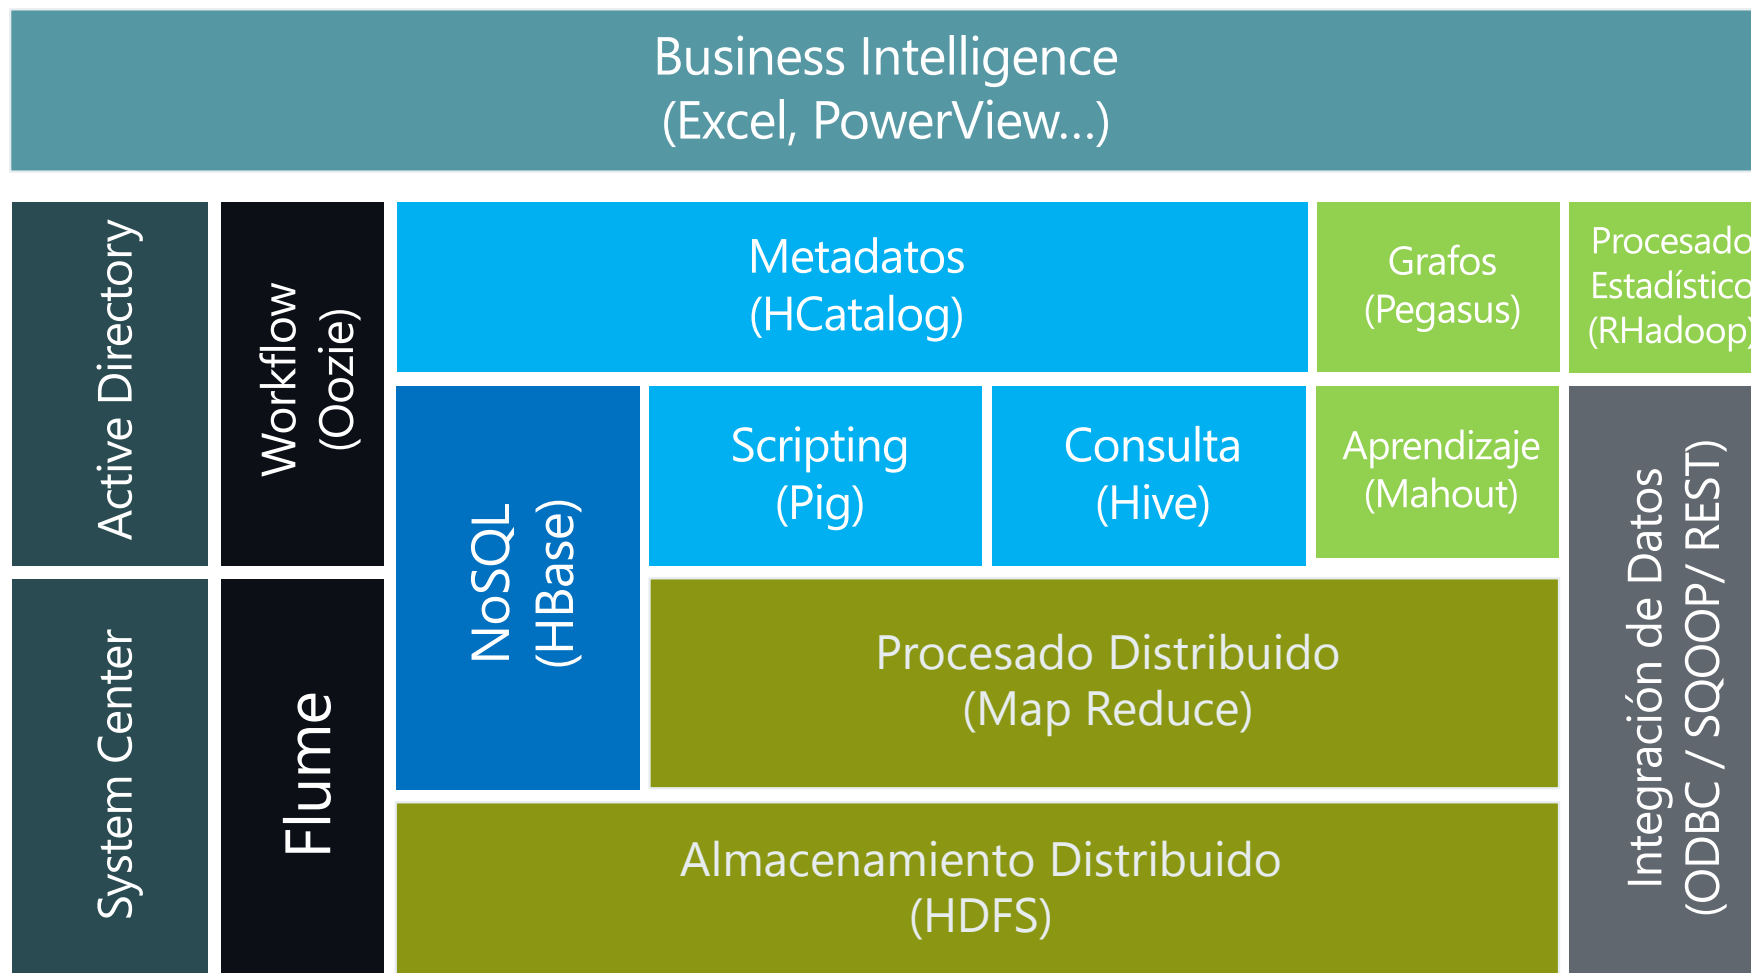 Business Intelligence
(Excel, PowerView...)
Active Directory
Workflow
(Oozie)
Metadatos
(HCatalog)
Grafos
(Pegasus)
Procesado
Estadístico
(RHadoop)
NoSQL
(HBase)
Scripting
(Pig)
Consulta
(Hive)
Aprendizaje
(Mahout)
Integración de Datos
(ODBC / SQOOP/ REST)
System Center
Flume
Procesado Distribuido
(Map Reduce)
Almacenamiento Distribuido
(HDFS)